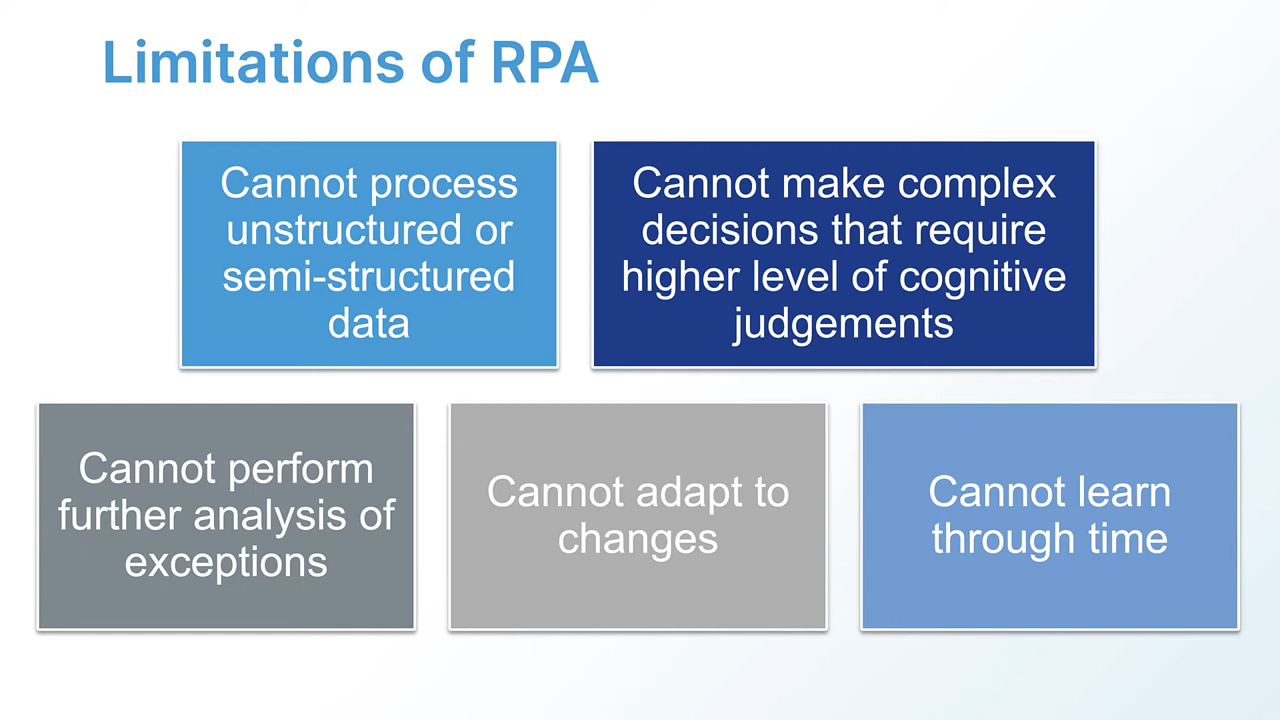 Limitations of RPA
Cannot process
unstructured or
semi-structured
data
Cannot make complex
decisions that require
higher level of cognitive
judgements
Cannot perform
further analysis of
exceptions
Cannot adapt to
changes
Cannot learn
through time